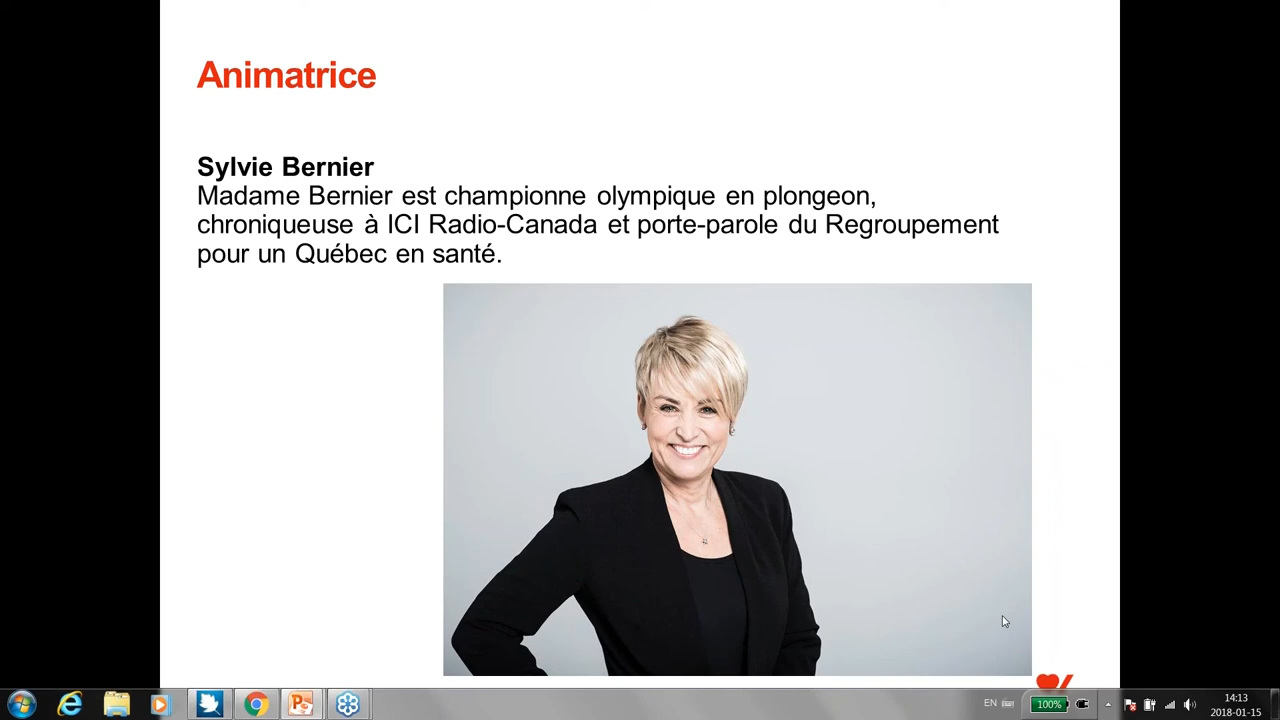 Animatrice
Sylvie Bernier
Madame Bernier est championne olympique en plongeon,
chroniqueuse à ICI Radio-Canada et porte-parole du Regroupement
pour un Québec en santé.
EN
100%
14:13
2018-01-15